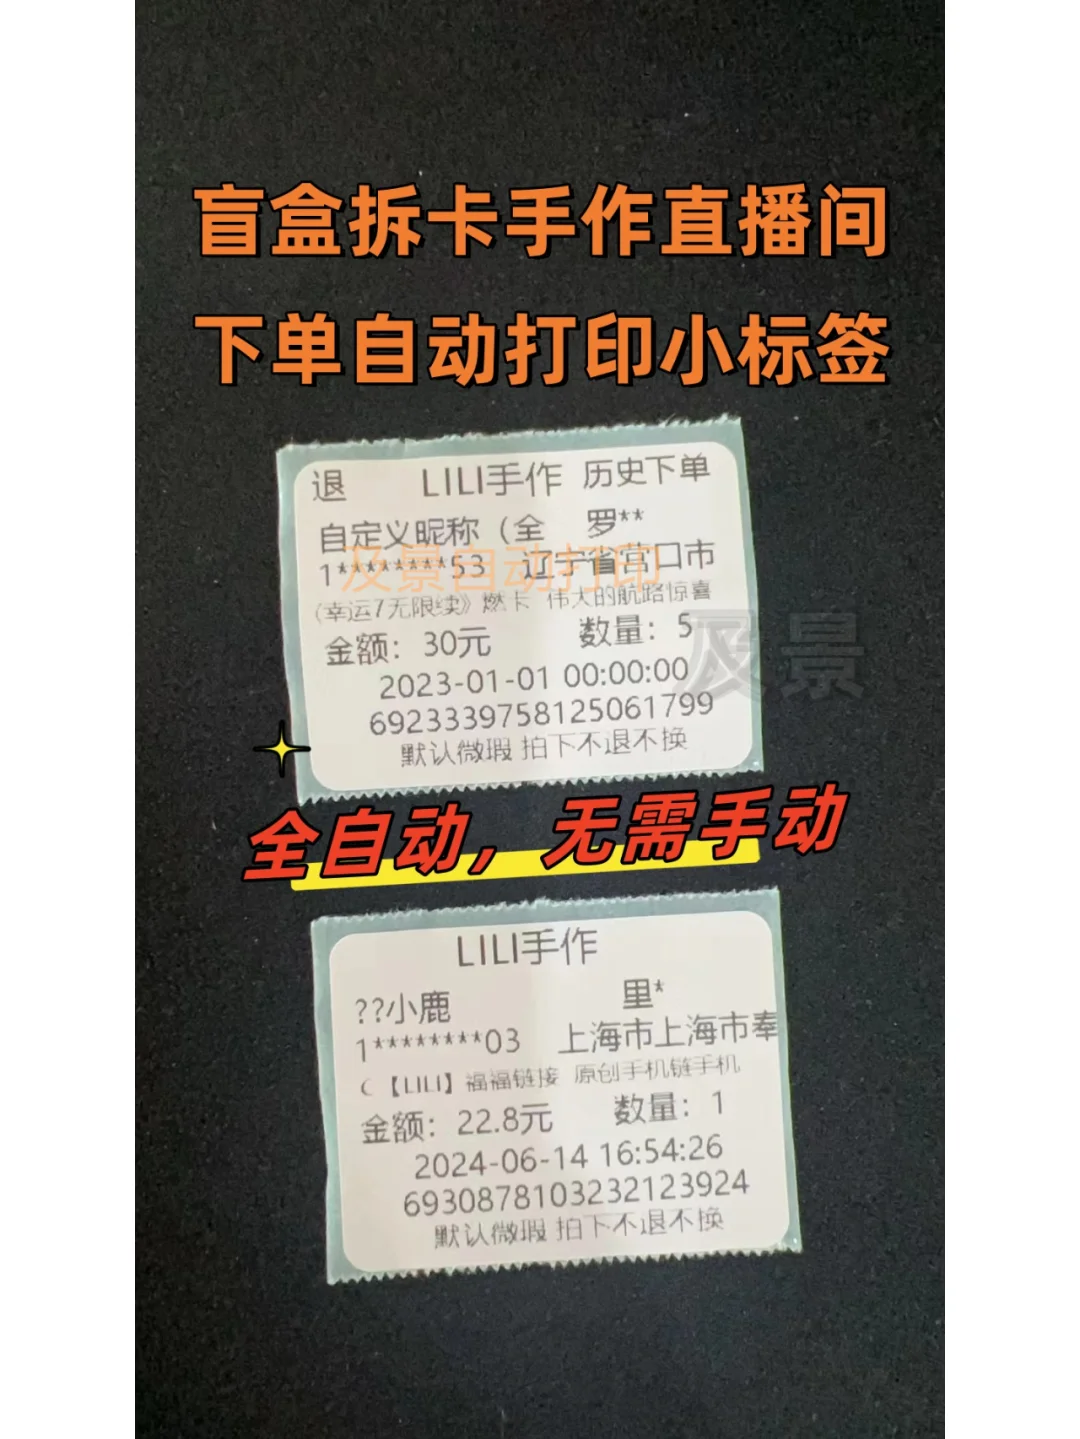 盲盒拆卡手作直播间
下单自动打印小标签
退 LILI手作 历史下单
自定义昵称（全 罗**
1********53 辽宁省营口市
及景自动打印
(幸运7无限续》燃卡 伟大的航路惊喜
及景
金额：30元 数量：5
2023-01-01 00:00:00
6923339758125061799
默认微瑕 拍下不退不换
全自动，无需手动
LILI手作
??小鹿 里*
1********03 上海市上海市奉
C【LILI】福福链接 原创手机链手机
金额：22.8元 数量：1
2024-06-14 16:54:26
6930878103232123924
默认微瑕 拍下不退不换